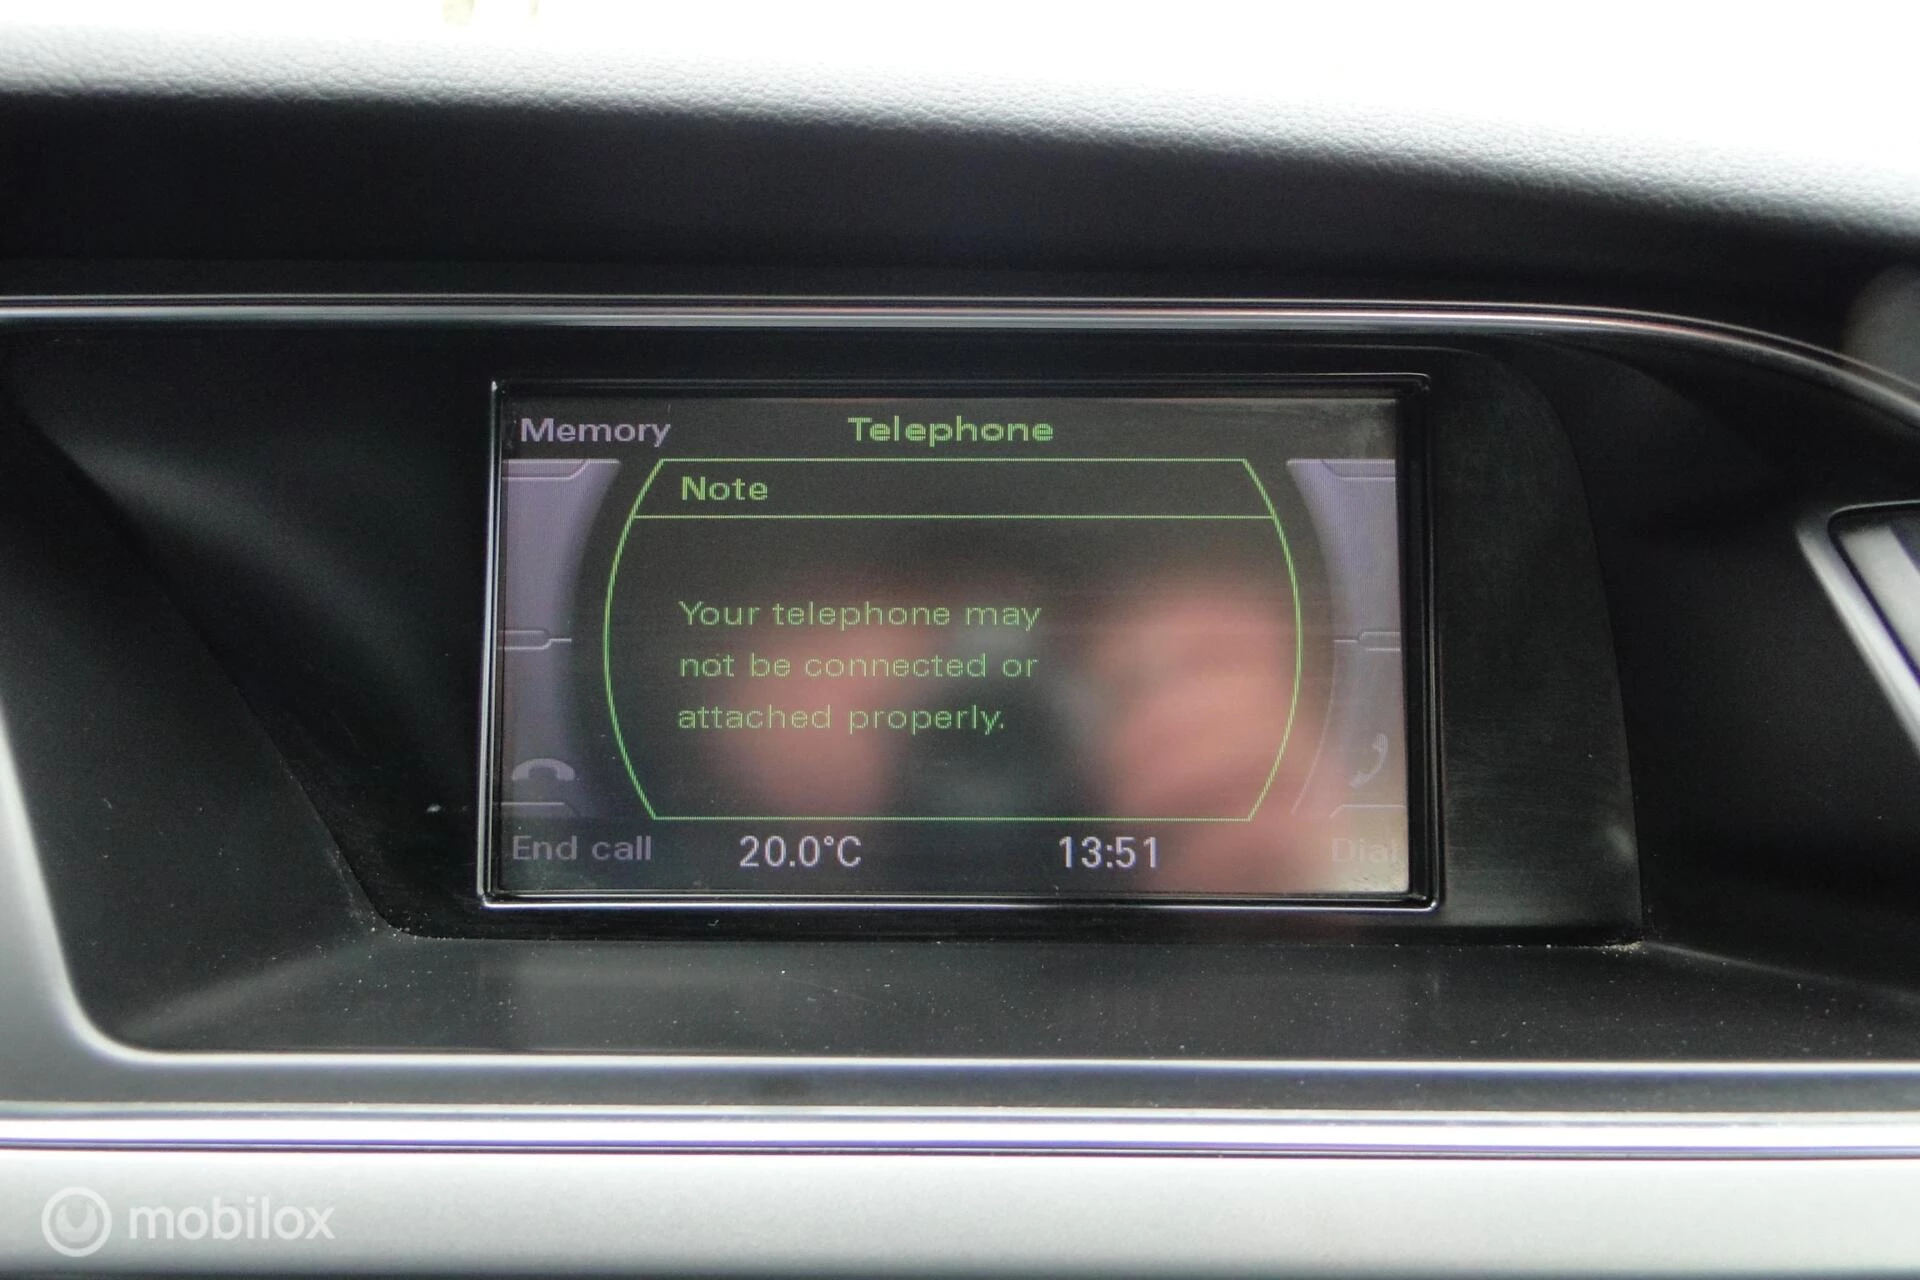 Memory Telephone
Note
Your telephone may
not be connected or
attached properly.
End call 20.0°C 13:51 Dial
mobilox